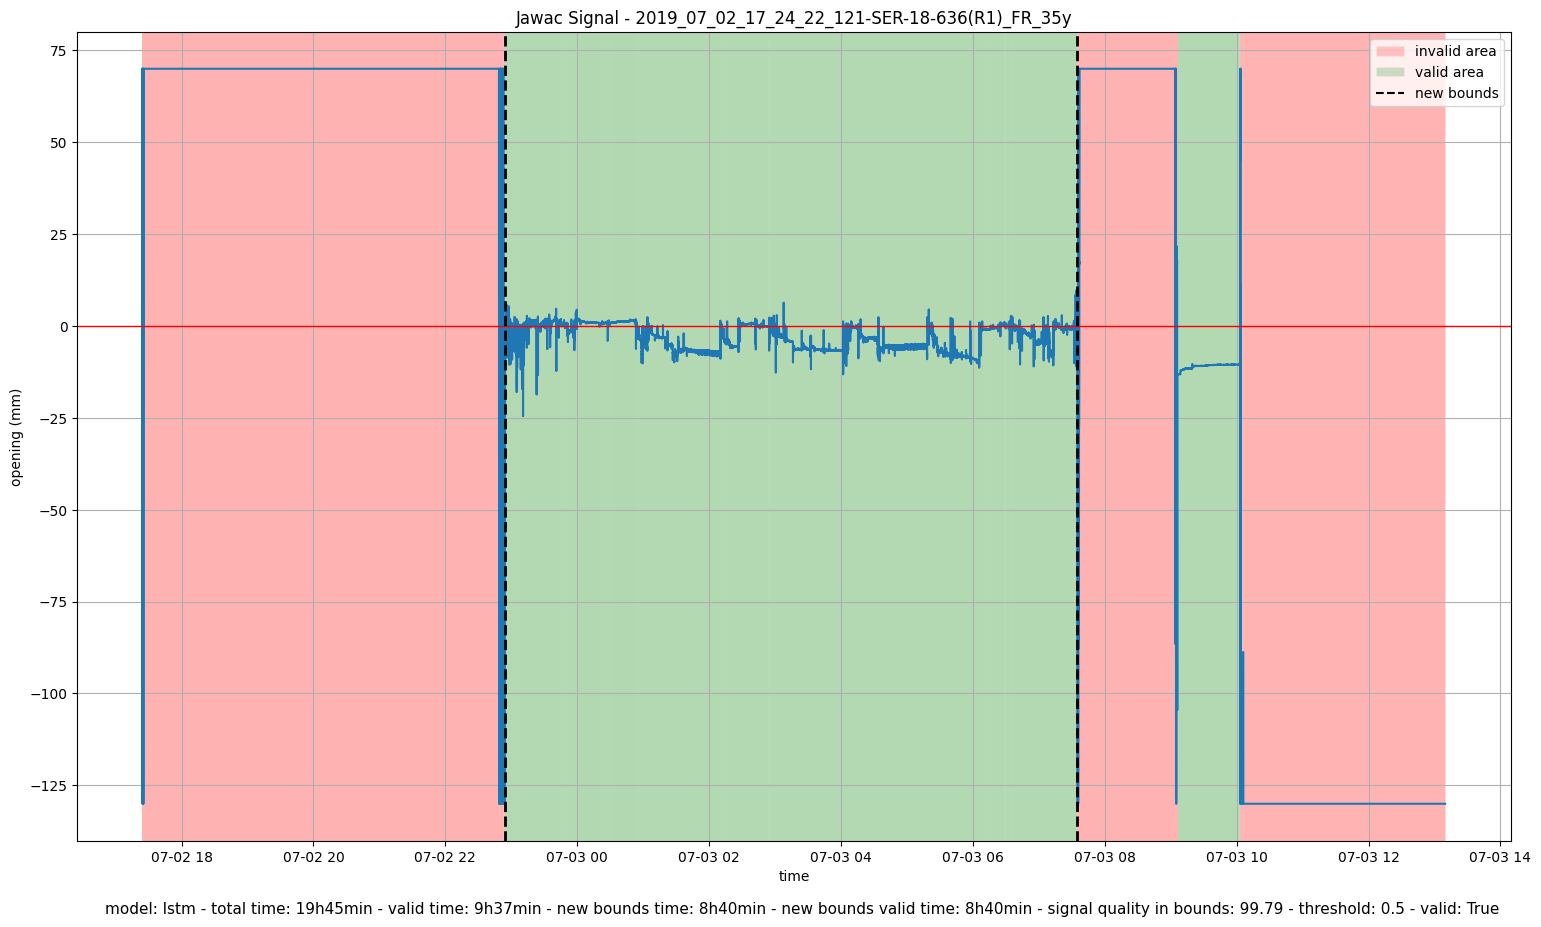 Jawac Signal - 2019_07_02_17_24_22_121-SER-18-636(R1)_FR_35y
invalid area
valid area
new bounds
75
50
25
0
−25
−50
−75
−100
−125
opening (mm)
07-02 18
07-02 20
07-02 22
07-03 00
07-03 02
07-03 04
07-03 06
07-03 08
07-03 10
07-03 12
07-03 14
time
model: lstm - total time: 19h45min - valid time: 9h37min - new bounds time: 8h40min - new bounds valid time: 8h40min - signal quality in bounds: 99.79 - threshold: 0.5 - valid: True